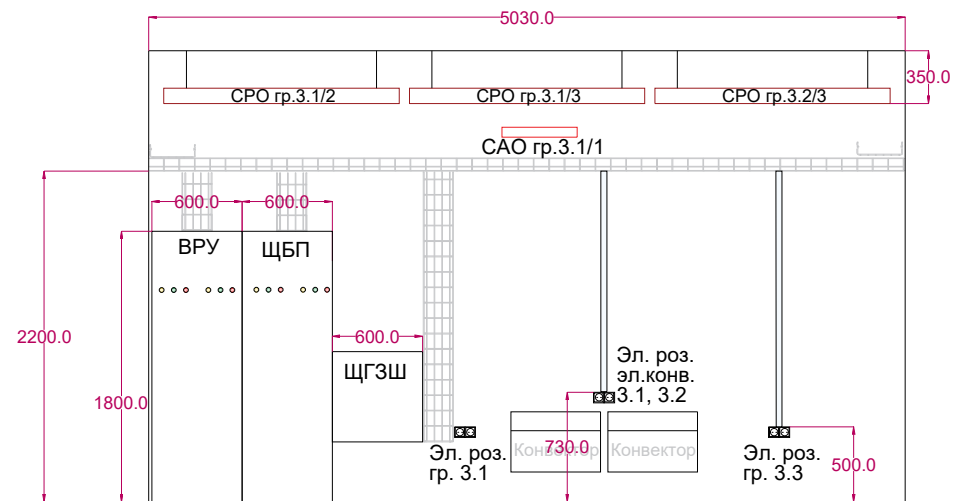 5030.0
350.0
СРО гр.3.1/2
СРО гр.3.1/3
СРО гр.3.2/3
САО гр.3.1/1
600.0
600.0
ВРУ
ЩБП
2200.0
600.0
ЩГЗШ
1800.0
Эл. роз.
эл.конв.
3.1, 3.2
Эл. роз.
гр. 3.1
Конвектор
730.0
Конвектор
Эл. роз.
гр. 3.3
500.0